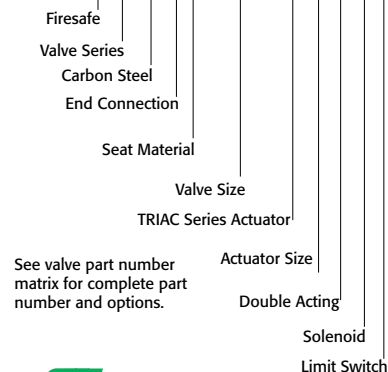 Firesafe
Valve Series
Carbon Steel
End Connection
Seat Material
Valve Size
TRIAC Series Actuator
See valve part number
matrix for complete part
number and options.
Actuator Size
Double Acting
Solenoid
Limit Switch